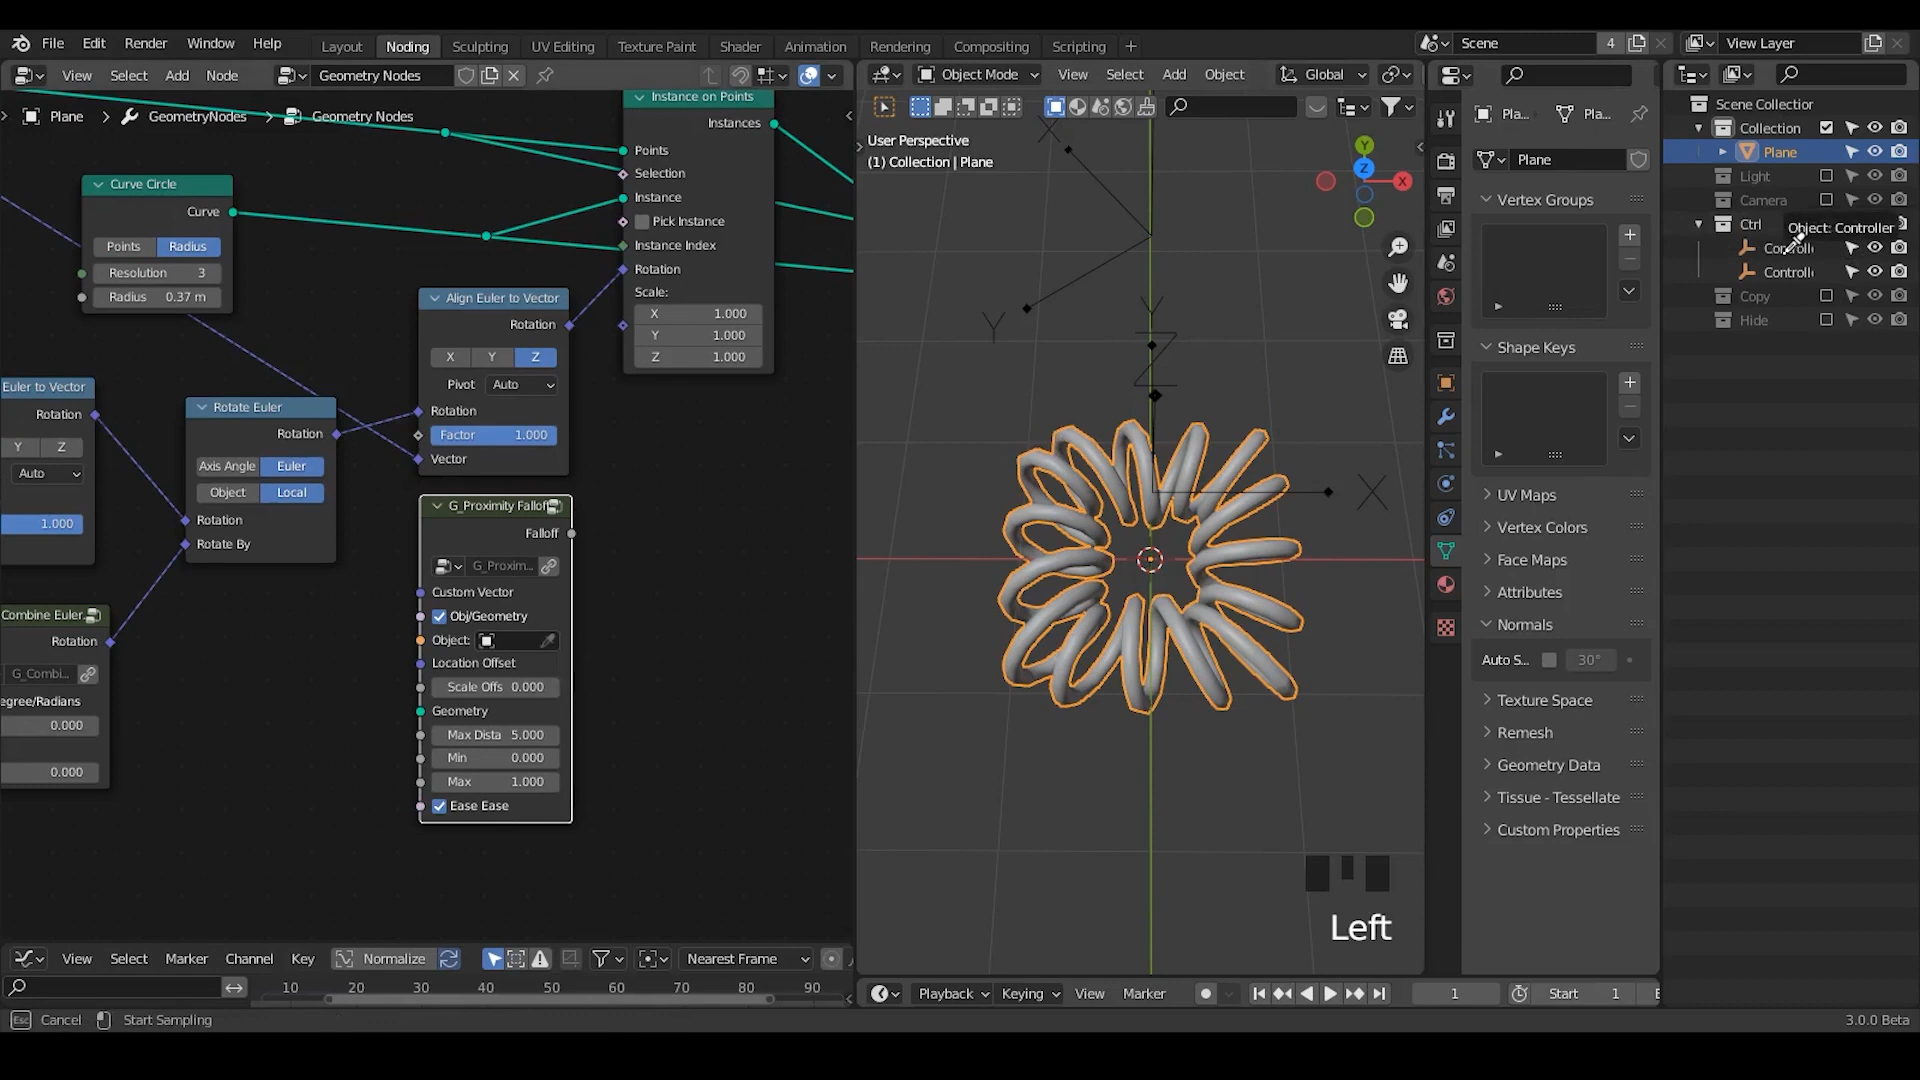 File Edit Render Window Help
Layout Noding Sculpting UV Editing Texture Paint Shader Animation Rendering Compositing Scripting +
Scene 4
View Layer
View Select Add Node
Geometry Nodes
Object Mode View Select Add Object
Global
Plane > GeometryNodes > Geometry Nodes
Instance on Points
Instances
Points
Selection
Instance
Pick Instance
Instance Index
Rotation
Scale:
X 1.000
Y 1.000
Z 1.000
Curve Circle
Curve
Points Radius
Resolution 3
Radius 0.37 m
Align Euler to Vector
Rotation
X Y Z
Pivot Auto
Rotation
Factor 1.000
Vector
Euler to Vector
Rotation
Y Z
Auto
1.000
Rotate Euler
Rotation
Axis Angle Euler
Object Local
Rotation
Rotate By
Combine Euler
Rotation
G_Combi...
egree/Radians
0.000
0.000
G_Proximity Fallof
Falloff
G_Proxim...
Custom Vector
Obj/Geometry
Object:
Location Offset
Scale Offs 0.000
Geometry
Max Dista 5.000
Min 0.000
Max 1.000
Ease Ease
User Perspective
(1) Collection | Plane
X
Y
Y
Z
X
Y
Z
X
Left
Pla...
Pla...
Plane
Vertex Groups
Shape Keys
UV Maps
Vertex Colors
Face Maps
Attributes
Normals
Auto S... 30°
Texture Space
Remesh
Geometry Data
Tissue - Tessellate
Custom Properties
Scene Collection
Collection
Plane
Light
Camera
Ctrl
Object: Controller
Controlle
Controlle
Copy
Hide
View Select Marker Channel Key
Normalize
Nearest Frame
10 20 30 40 50 60 70 80 90
Playback Keying View Marker
1
Start 1
E
Esc Cancel Start Sampling
3.0.0 Beta